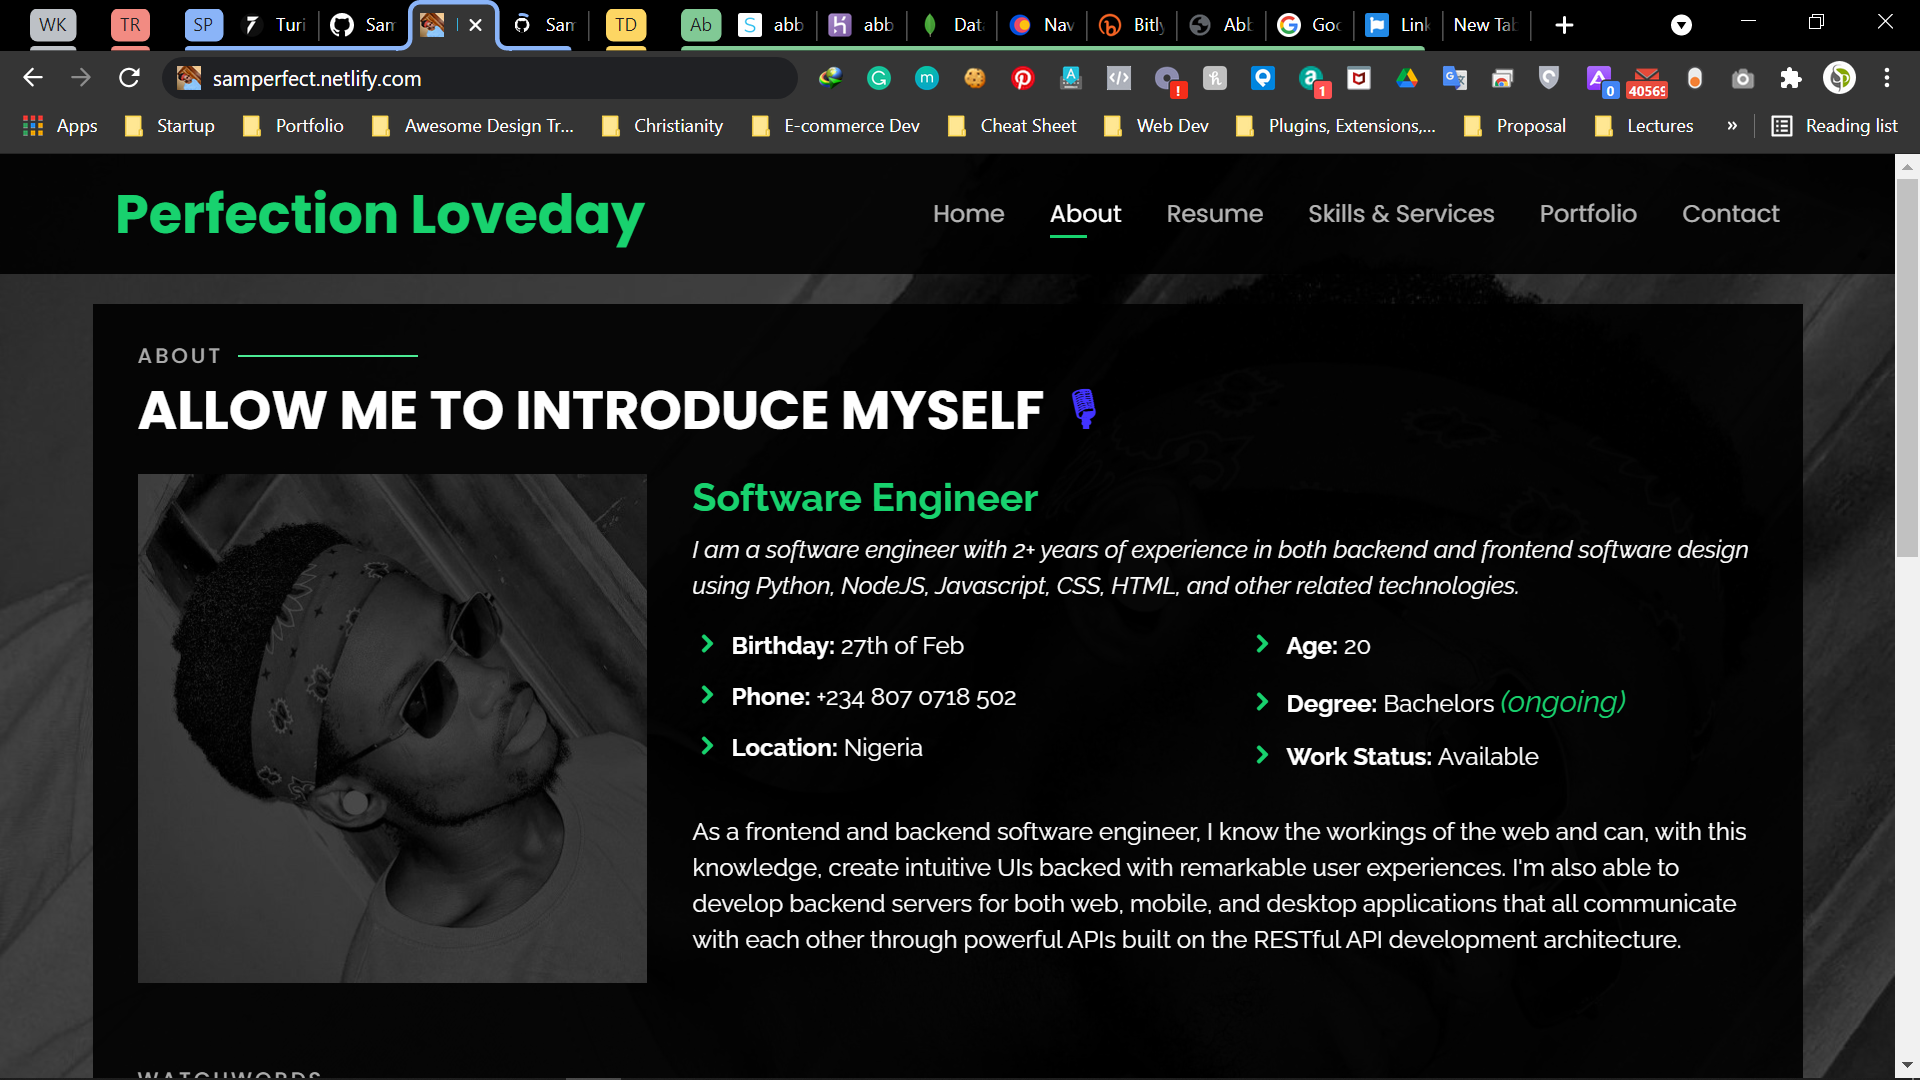 WK TR SP Turi Sam Sam TD Ab abb abb Dat Nav Bitly Abb Goo Link New Tab
samperfect.netlify.com
1 0 40569
Apps Startup Portfolio Awesome Design Tr... Christianity E-commerce Dev Cheat Sheet Web Dev Plugins, Extensions,... Proposal Lectures » Reading list
Perfection Loveday Home About Resume Skills & Services Portfolio Contact
ABOUT
ALLOW ME TO INTRODUCE MYSELF
Software Engineer
I am a software engineer with 2+ years of experience in both backend and frontend software design
using Python, NodeJS, Javascript, CSS, HTML, and other related technologies.
Birthday: 27th of Feb
Phone: +234 807 0718 502
Location: Nigeria
Age: 20
Degree: Bachelors (ongoing)
Work Status: Available
As a frontend and backend software engineer, I know the workings of the web and can, with this
knowledge, create intuitive UIs backed with remarkable user experiences. I'm also able to
develop backend servers for both web, mobile, and desktop applications that all communicate
with each other through powerful APIs built on the RESTful API development architecture.
WATCHWORDS